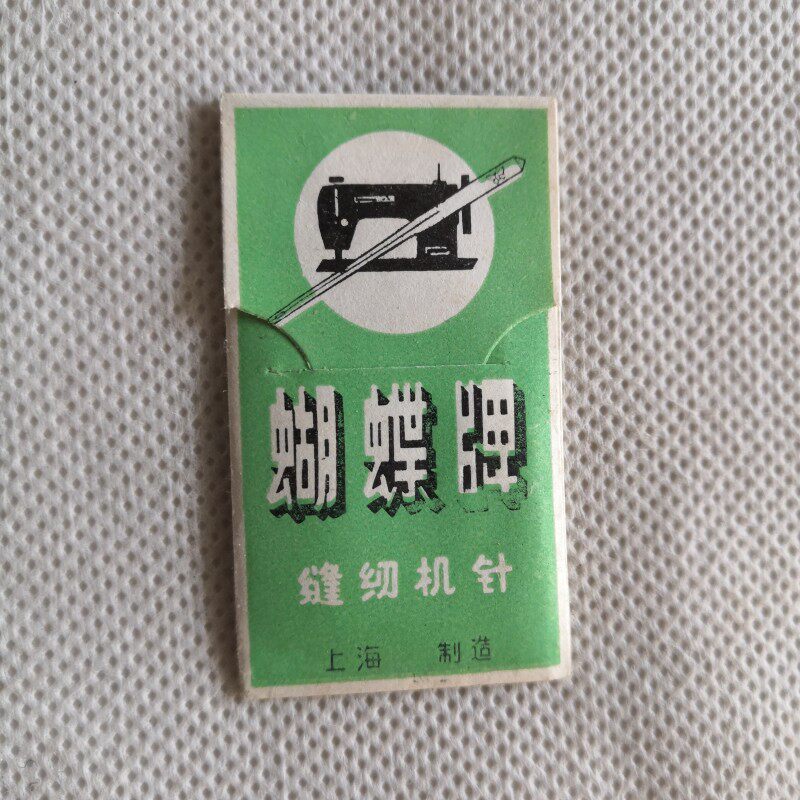 蝴蝶牌
缝纫机针
上海 制造